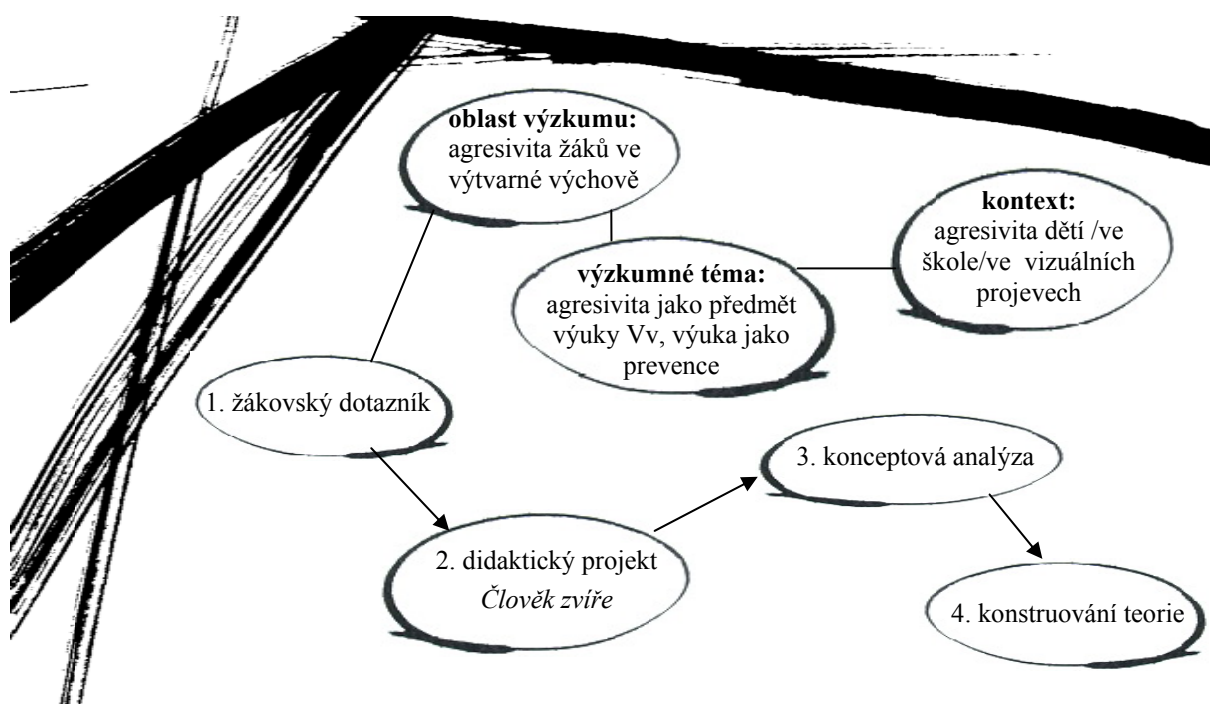 oblast výzkumu:
agresivita žáků ve
výtvarné výchově
kontext:
agresivita dětí /ve
škole/ve vizuálních
projevech
výzkumné téma:
agresivita jako předmět
výuky Vv, výuka jako
prevence
1. žákovský dotazník
2. didaktický projekt
Člověk zvíře
3. konceptová analýza
4. konstruování teorie